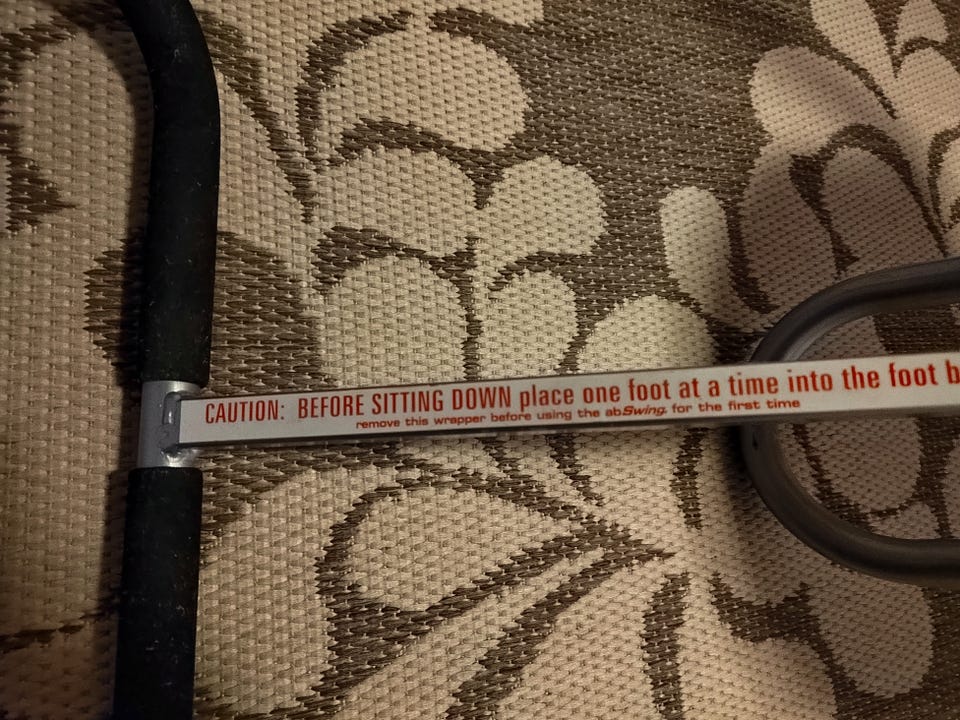 CAUTION: BEFORE SITTING DOWN place one foot at a time into the foot b
remove this wrapper before using the abSwing, for the first time